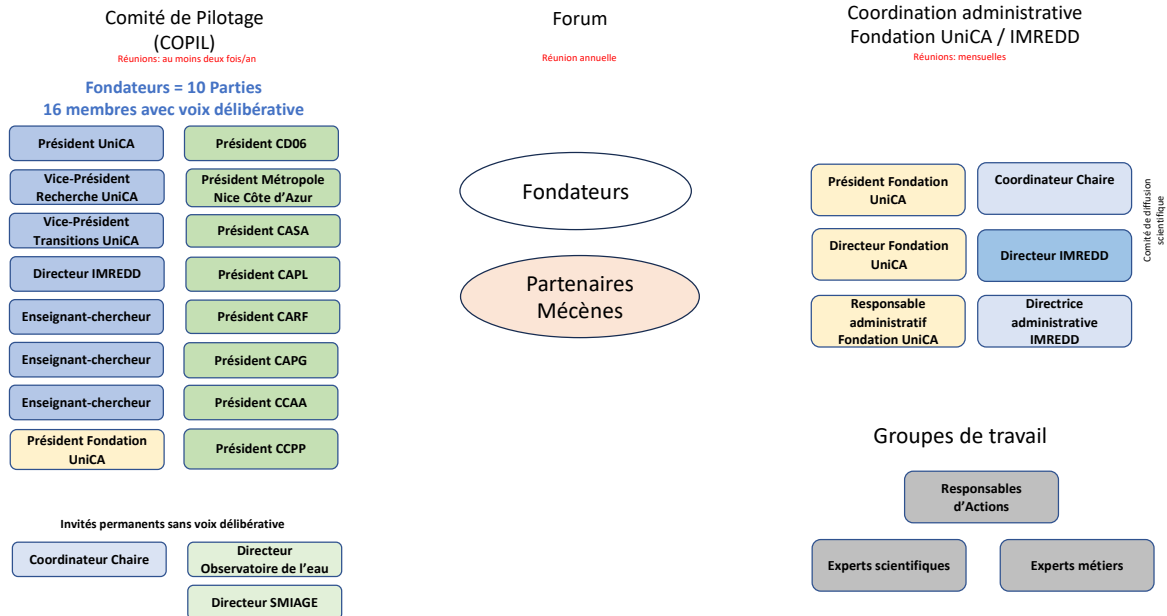 Comité de Pilotage
(COPIL)
Réunions: au moins deux fois/an
Fondateurs = 10 Parties
16 membres avec voix délibérative
Président UniCA
Président CD06
Vice-Président
Recherche UniCA
Président Métropole
Nice Côte d’Azur
Vice-Président
Transitions UniCA
Président CASA
Directeur IMREDD
Président CAPL
Enseignant-chercheur
Président CARF
Enseignant-chercheur
Président CAPG
Enseignant-chercheur
Président CCAA
Président Fondation
UniCA
Président CCPP
Invités permanents sans voix délibérative
Coordinateur Chaire
Directeur
Observatoire de l’eau
Directeur SMIAGE
Forum
Réunion annuelle
Fondateurs
Partenaires
Mécènes
Coordination administrative
Fondation UniCA / IMREDD
Réunions: mensuelles
Président Fondation
UniCA
Coordinateur Chaire
Directeur Fondation
UniCA
Directeur IMREDD
Responsable
administratif
Fondation UniCA
Directrice
administrative
IMREDD
Comité de diffusion
scientifique
Groupes de travail
Responsables
d’Actions
Experts scientifiques
Experts métiers